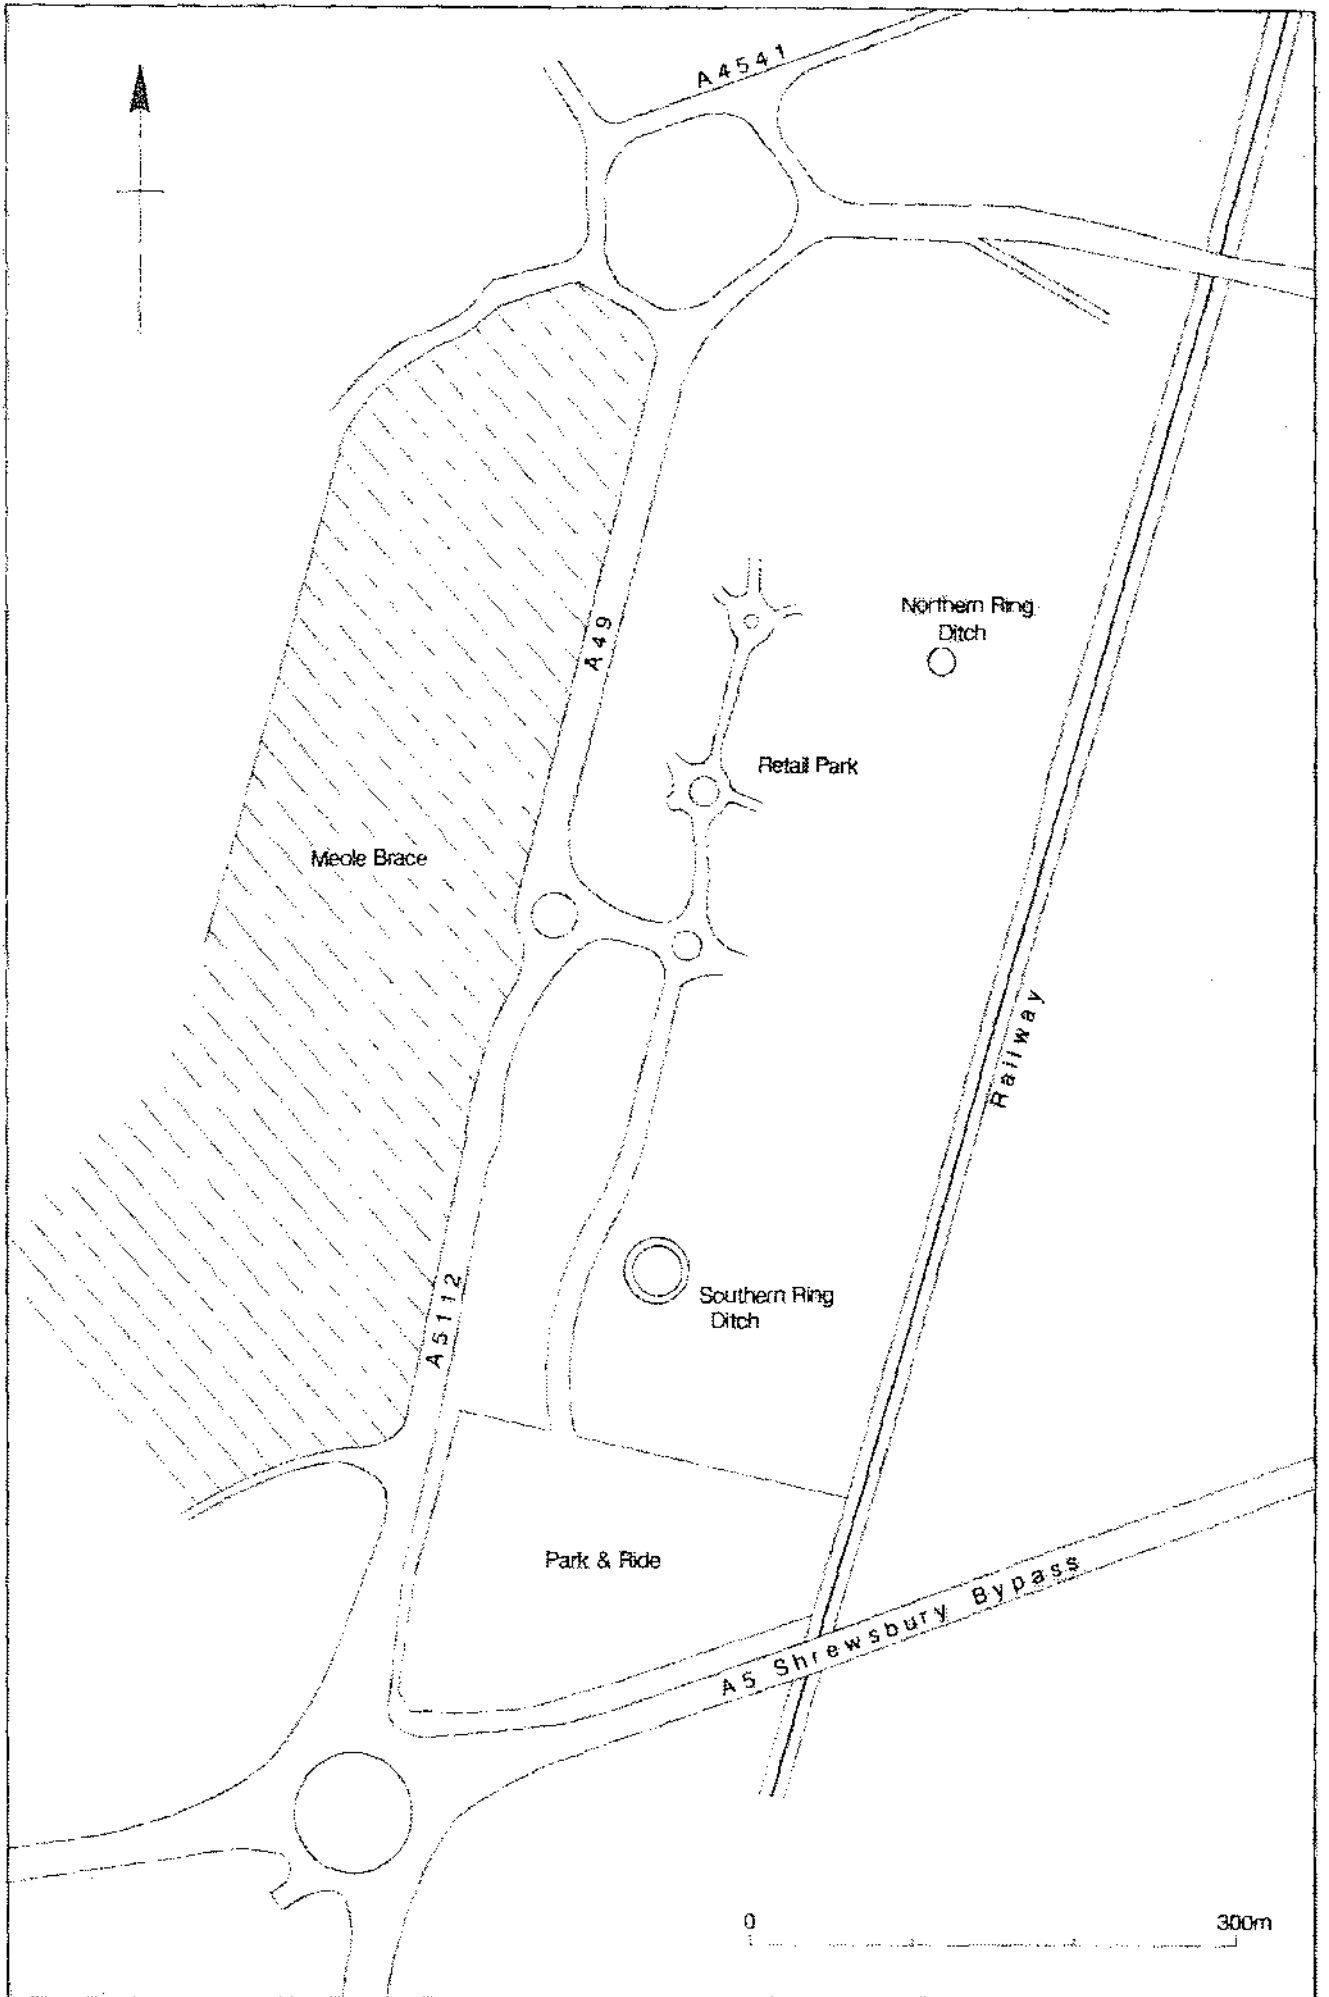 A4541
Northern Ring
Ditch
A49
Retail Park
Meole Brace
Railway
Southern Ring
Ditch
A5112
Park & Ride
A5 Shrewsbury Bypass
0 300m